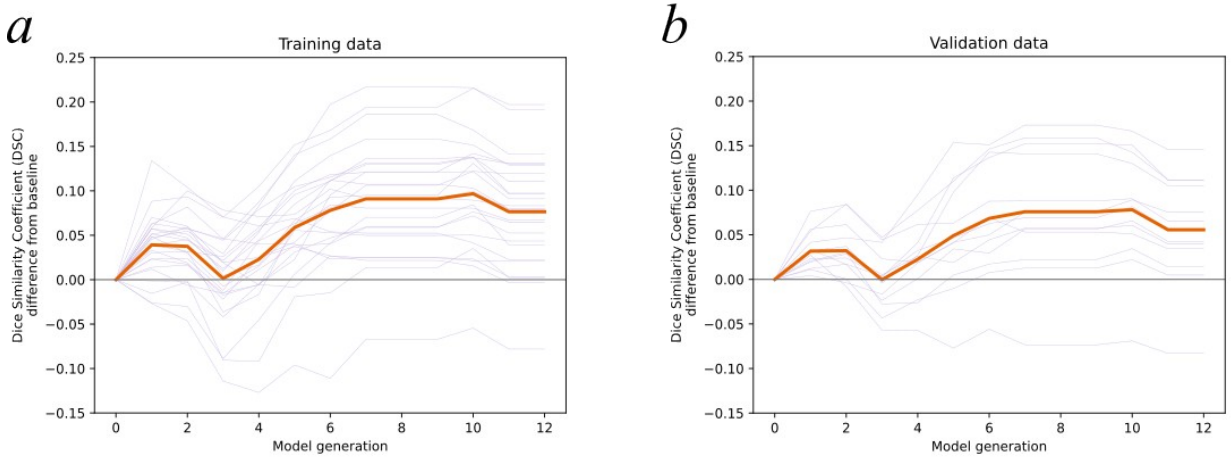 a
Training data
Dice Similarity Coefficient (DSC)
difference from baseline
0.25
0.20
0.15
0.10
0.05
0.00
−0.05
−0.10
−0.15
0 2 4 6 8 10 12
Model generation
b
Validation data
Dice Similarity Coefficient (DSC)
difference from baseline
0.25
0.20
0.15
0.10
0.05
0.00
−0.05
−0.10
−0.15
0 2 4 6 8 10 12
Model generation